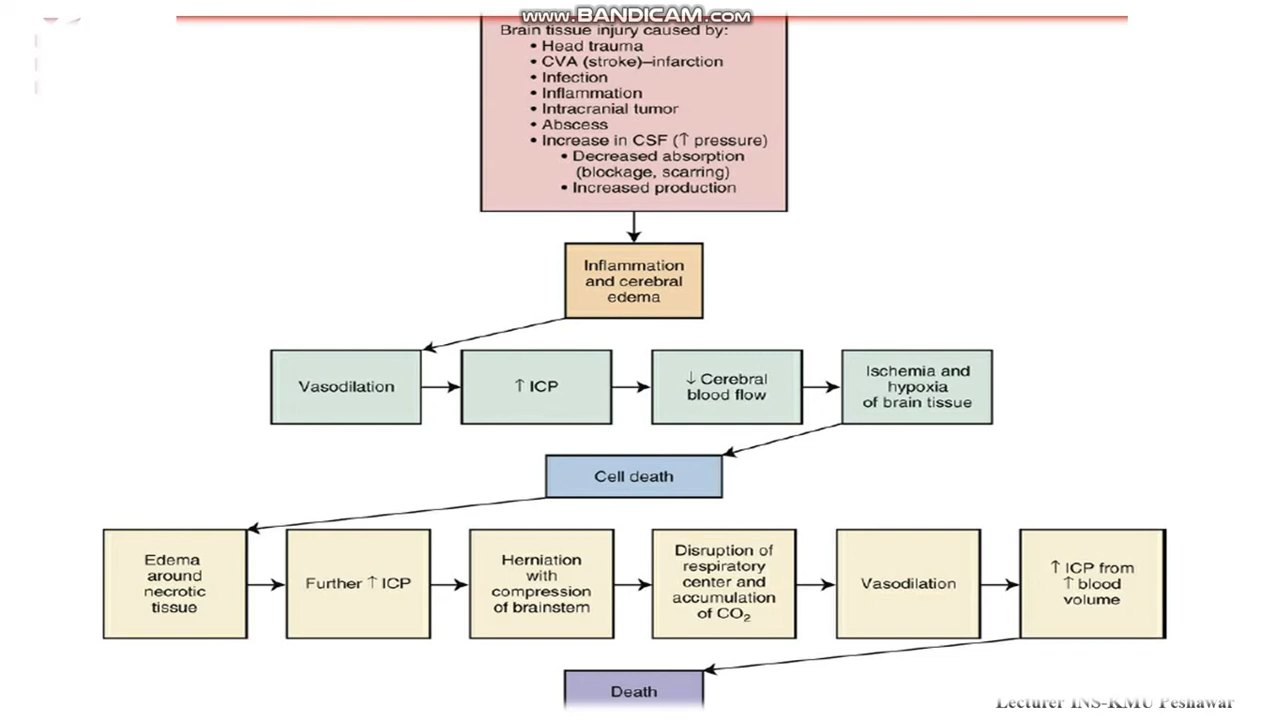 www.BANDICAM.com
Brain tissue injury caused by:
• Head trauma
• CVA (stroke)–infarction
• Infection
• Inflammation
• Intracranial tumor
• Abscess
• Increase in CSF (↑ pressure)
• Decreased absorption
(blockage, scarring)
• Increased production
Inflammation
and cerebral
edema
Vasodilation
↑ ICP
↓ Cerebral
blood flow
Ischemia and
hypoxia
of brain tissue
Cell death
Edema
around
necrotic
tissue
Further ↑ ICP
Herniation
with
compression
of brainstem
Disruption of
respiratory
center and
accumulation
of CO₂
Vasodilation
↑ ICP from
↑ blood
volume
Death
Lecturer INS-KMU Peshawar